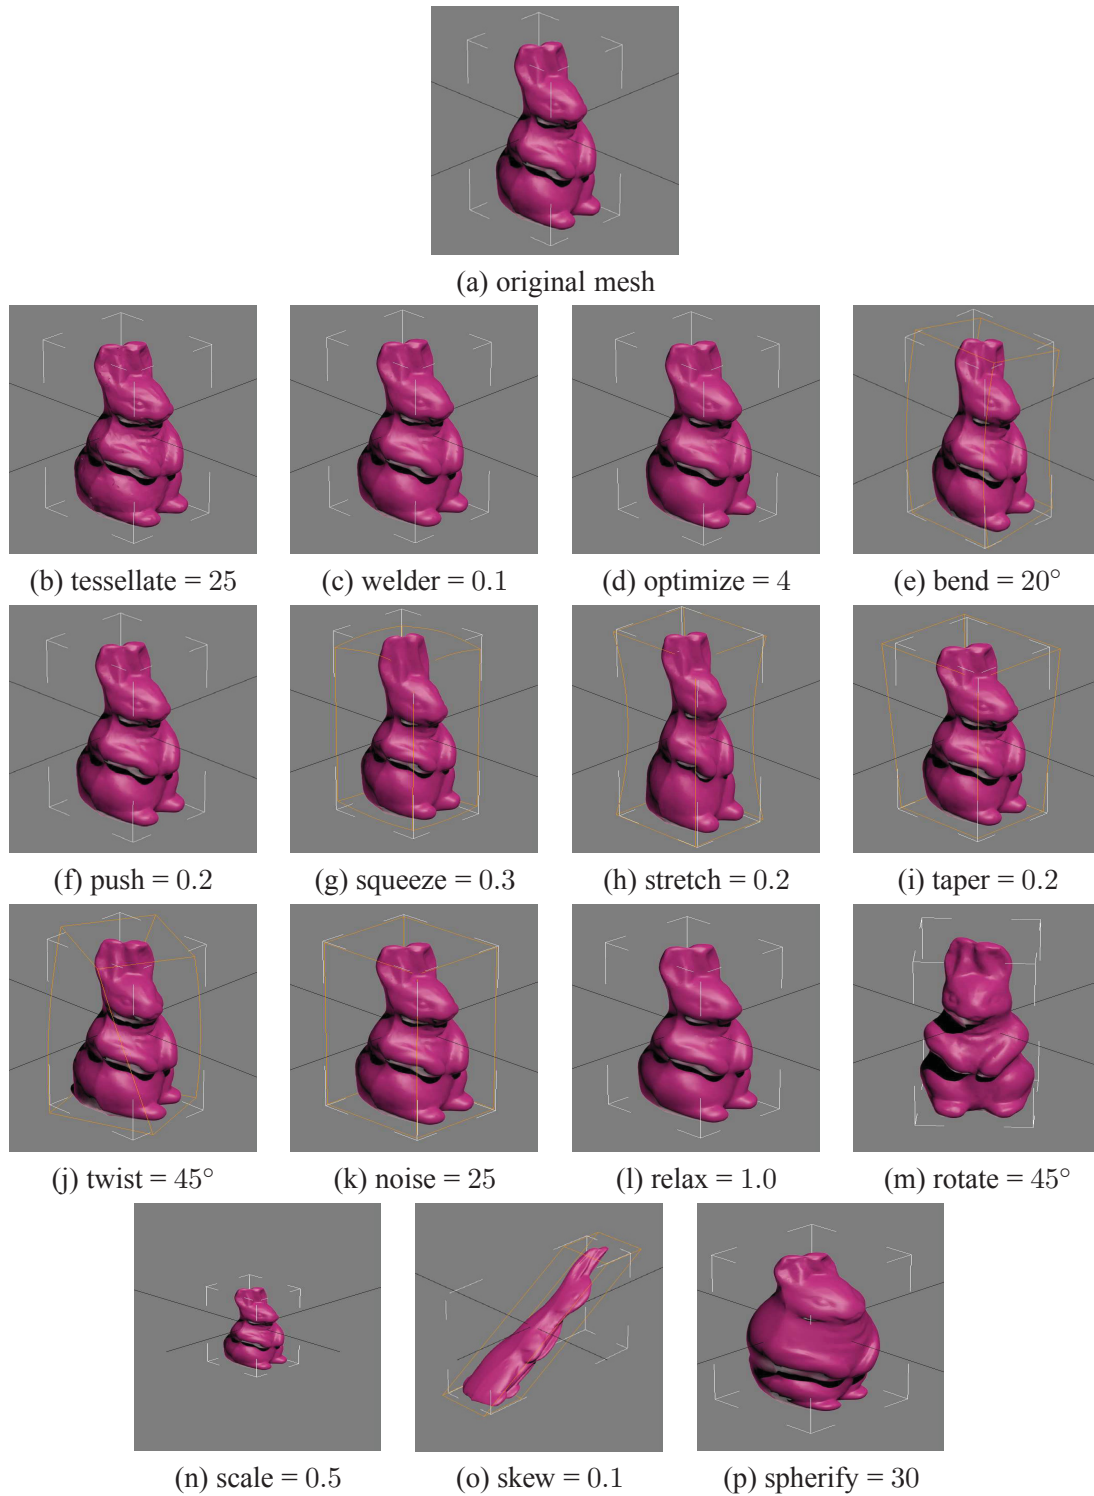 (a) original mesh
(b) tessellate = 25
(c) welder = 0.1
(d) optimize = 4
(e) bend = 20°
(f) push = 0.2
(g) squeeze = 0.3
(h) stretch = 0.2
(i) taper = 0.2
(j) twist = 45°
(k) noise = 25
(l) relax = 1.0
(m) rotate = 45°
(n) scale = 0.5
(o) skew = 0.1
(p) spherify = 30